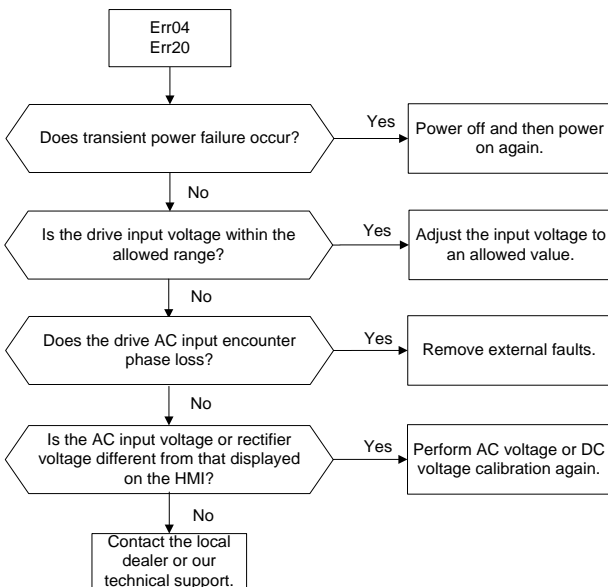 Err04
Err20
Does transient power failure occur?
Yes
Power off and then power
on again.
No
Is the drive input voltage within the
allowed range?
Yes
Adjust the input voltage to
an allowed value.
No
Does the drive AC input encounter
phase loss?
Yes
Remove external faults.
No
Is the AC input voltage or rectifier
voltage different from that displayed
on the HMI?
Yes
Perform AC voltage or DC
voltage calibration again.
No
Contact the local
dealer or our
technical support.